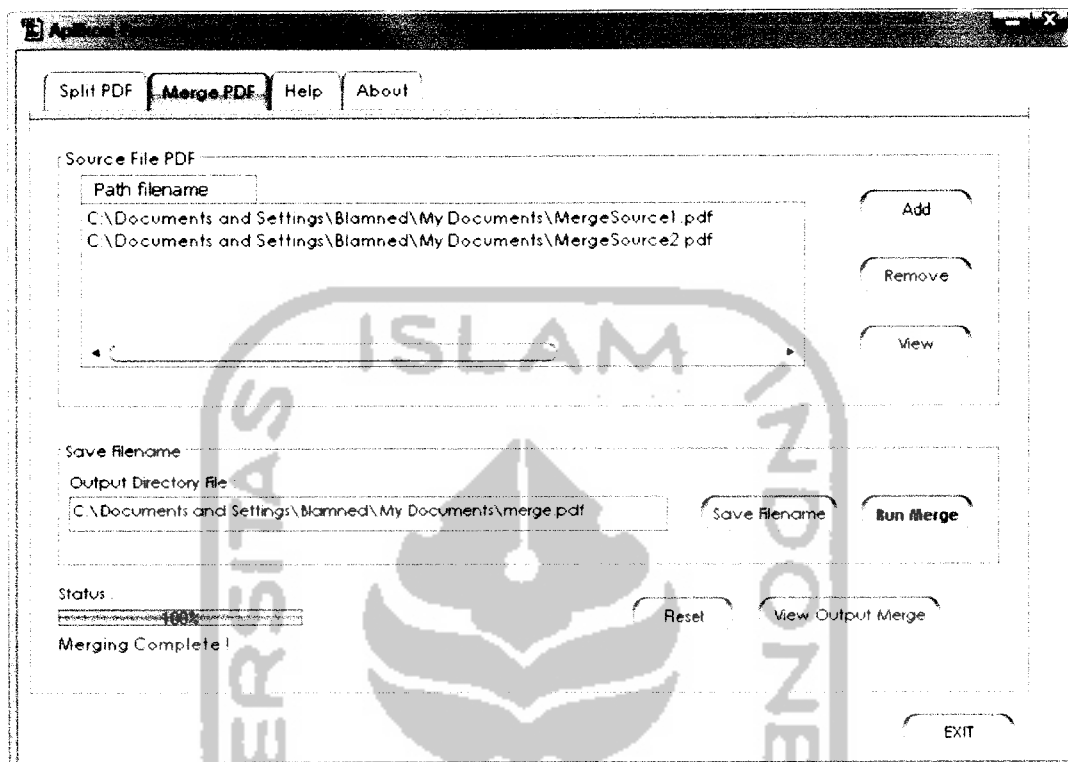 Split PDF Merge PDF Help About
Source File PDF
Path filename
C:\Documents and Settings\Blamned\My Documents\MergeSource1.pdf
C:\Documents and Settings\Blamned\My Documents\MergeSource2.pdf
Add
Remove
View
Save Filename
Output Directory File :
C:\Documents and Settings\Blamned\My Documents\merge.pdf
Save Filename
Run Merge
Status :
100%
Merging Complete !
Reset
View Output Merge
EXIT
ISLAM